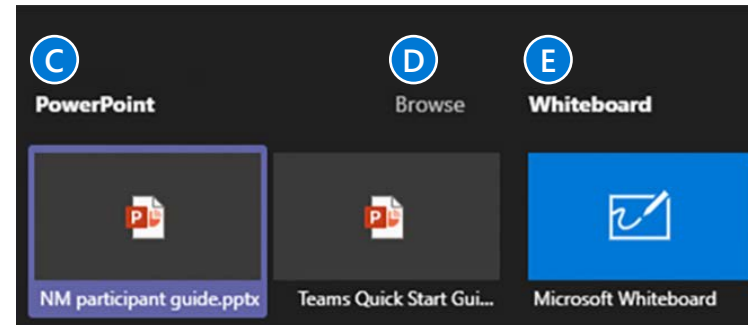 C D E
PowerPoint Browse Whiteboard
P P
NM participant guide.pptx Teams Quick Start Gui... Microsoft Whiteboard